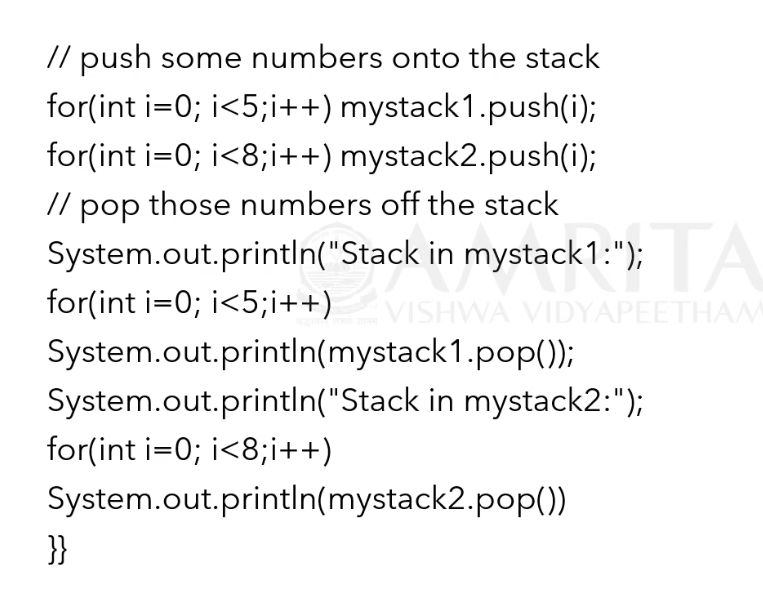 // push some numbers onto the stack
for(int i=0; i<5;i++) mystack1.push(i);
for(int i=0; i<8;i++) mystack2.push(i);
// pop those numbers off the stack
System.out.println("Stack in mystack1:");
for(int i=0; i<5;i++)
System.out.println(mystack1.pop());
System.out.println("Stack in mystack2:");
for(int i=0; i<8;i++)
System.out.println(mystack2.pop())
}}
AMRITA
VISHWA VIDYAPEETHAM